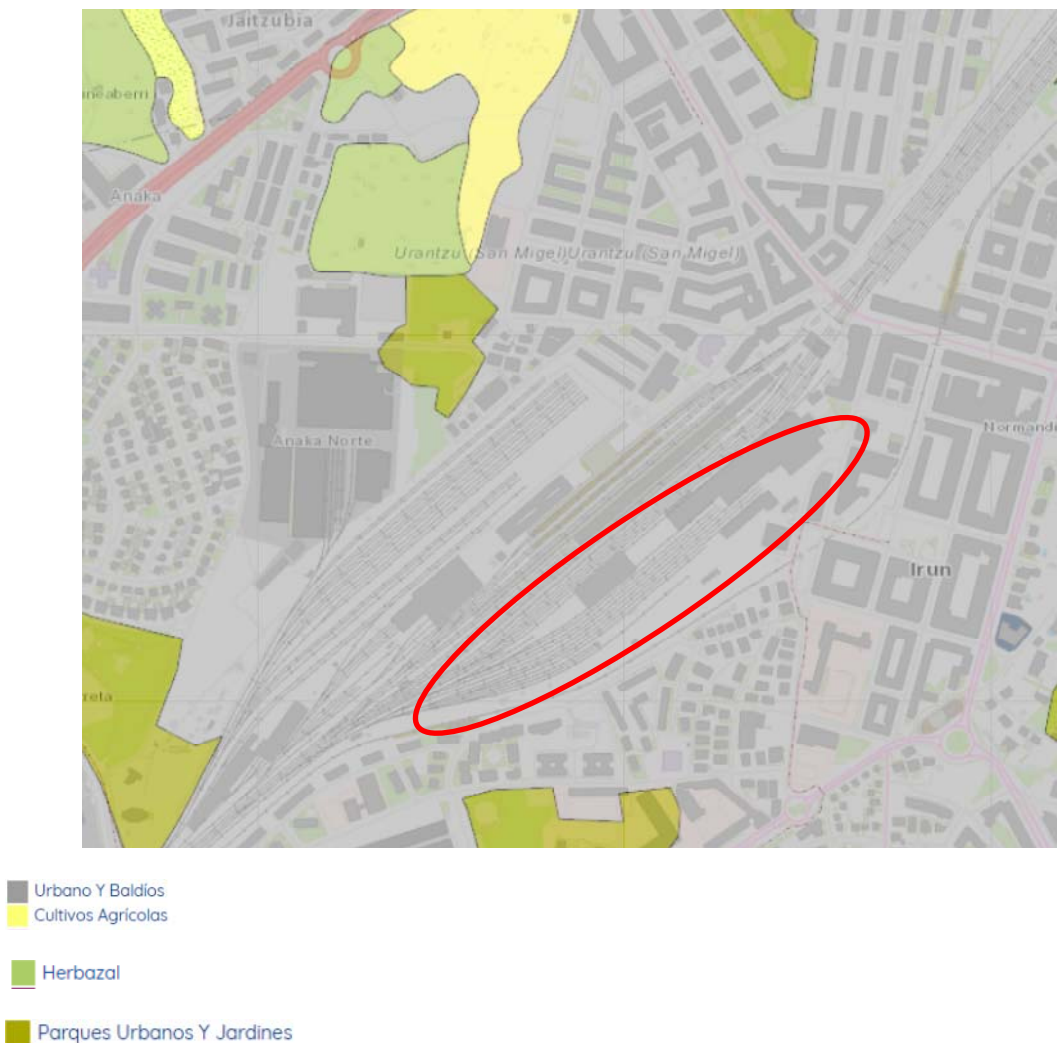 Jaitzubia
Anaka
Urantzu (San Migel)Urantzu (San Migel)
Normandi
Anaka Norte
Irun
reta
Urbano Y Baldíos
Cultivos Agrícolas
Herbazal
Parques Urbanos Y Jardines